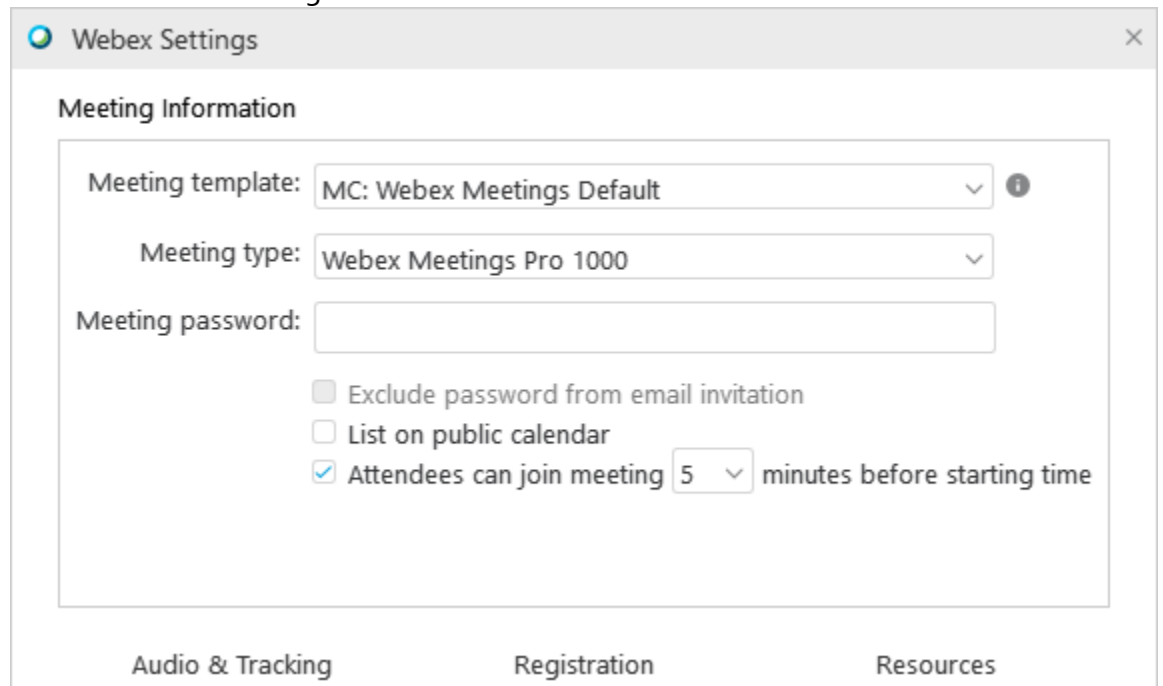 Webex Settings
Meeting Information
Meeting template: MC: Webex Meetings Default
Meeting type: Webex Meetings Pro 1000
Meeting password:
Exclude password from email invitation
List on public calendar
Attendees can join meeting 5 minutes before starting time
Audio & Tracking Registration Resources